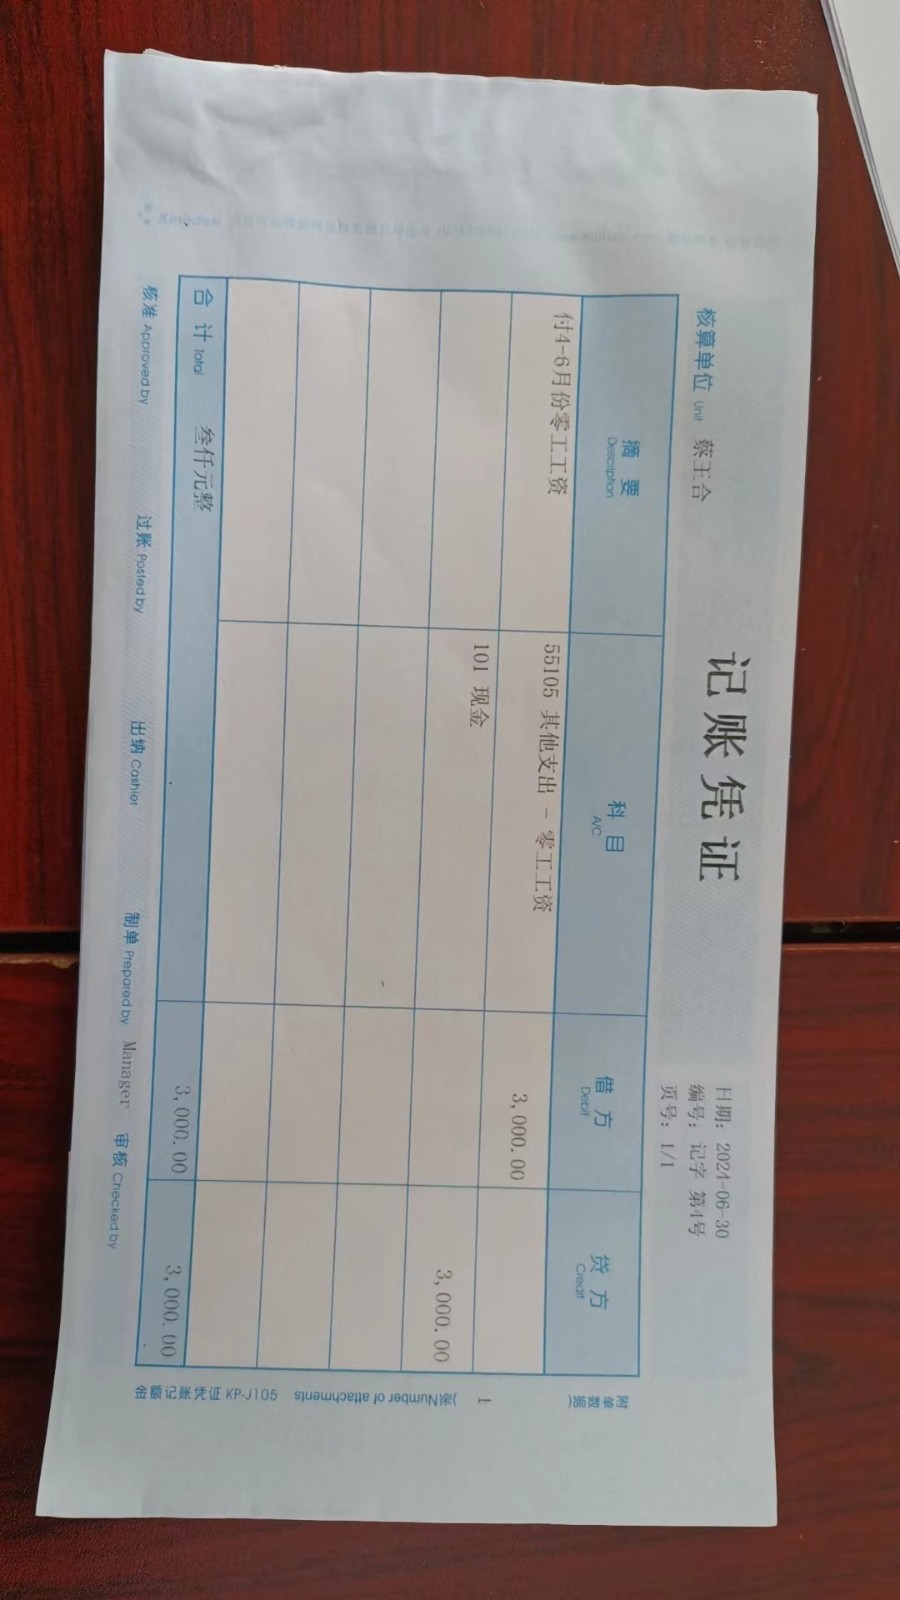 记账凭证
日期: 2024-06-30
编号: 记字 第4号
页号: 1/1
核算单位 Unit 蔡王合
摘要 Description 科目 A/C 借方 Debit 贷方 Credit
付4-6月份零工工资 55105 其他支出 - 零工工资 3,000.00
101 现金 3,000.00
合计 Total 叁仟元整 3,000.00 3,000.00
核准 Approved by 过账 Posted by 出纳 Cashior 制单 Prepared by Manager 审核 Checked by
附单数据(
1
)张Number of attachments
金额记账凭证 KP-J105